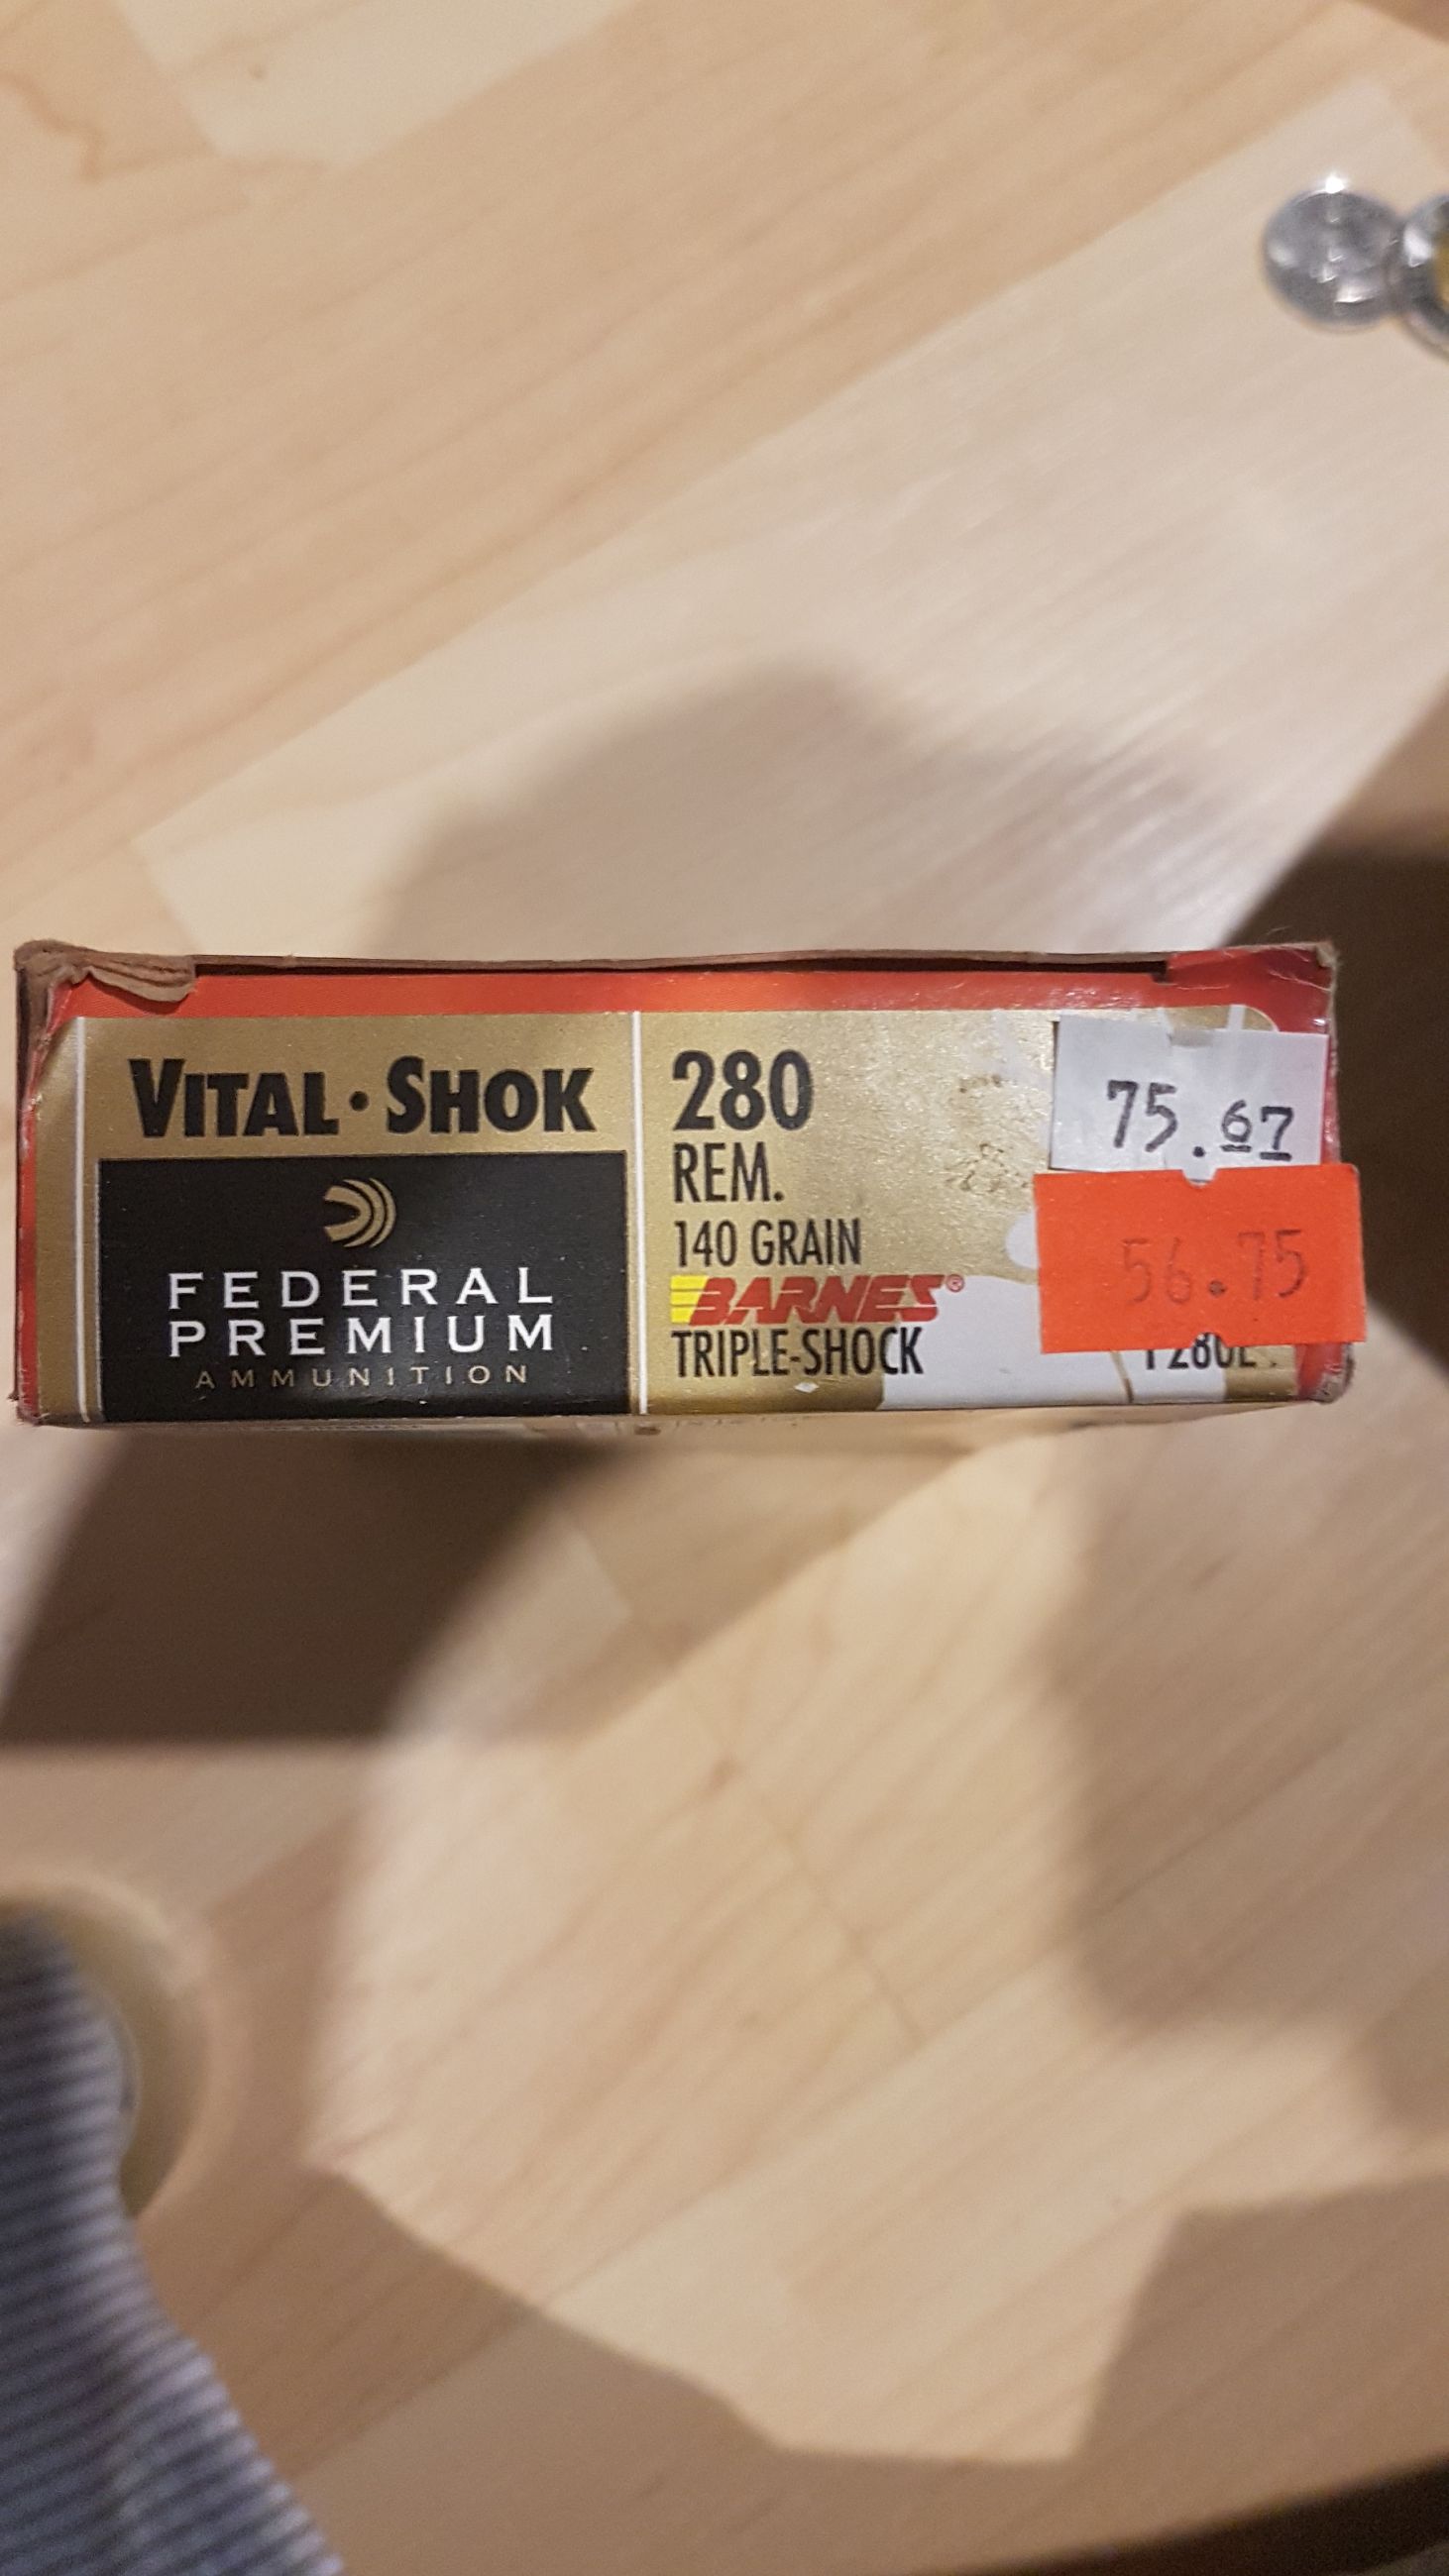 VITAL•SHOK
FEDERAL
PREMIUM
AMMUNITION
280
REM.
140 GRAIN
BARNES®
TRIPLE-SHOCK
75.67
56.75